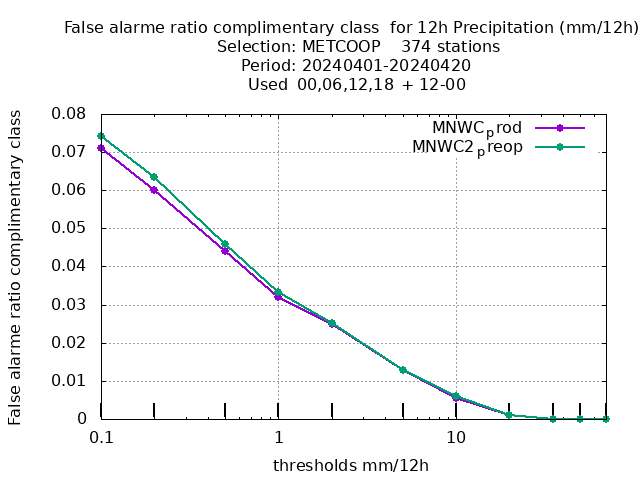 False alarme ratio complimentary class  for 12h Precipitation (mm/12h)
Selection: METCOOP    374 stations
Period: 20240401-20240420
Used  00,06,12,18  + 12-00
MNWCprod
MNWC2preop
False alarme ratio complimentary class
0.08
0.07
0.06
0.05
0.04
0.03
0.02
0.01
0
0.1
1
10
thresholds mm/12h